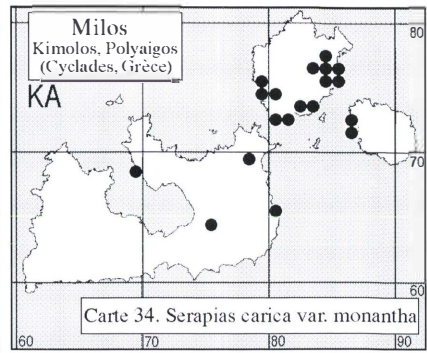 Milos
Kimolos, Polyaigos
(Cyclades, Grèce)
KA
80
70
91
60
Carte 34. Serapias carica var. monantha
60
70
80
90